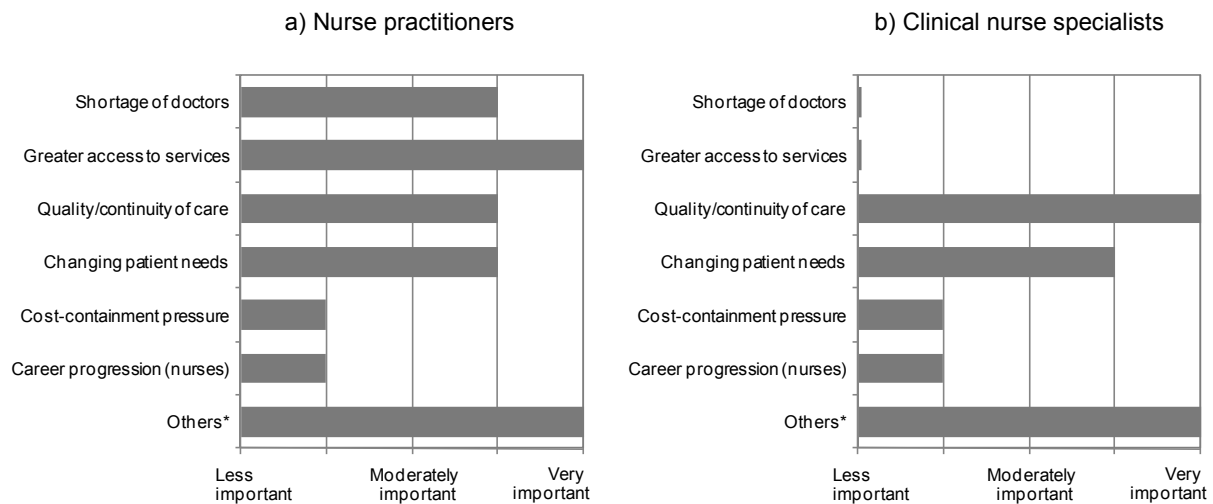 a) Nurse practitioners
Shortage of doctors
Greater access to services
Quality/continuity of care
Changing patient needs
Cost-containment pressure
Career progression (nurses)
Others*
Less
important
Moderately
important
Very
important
b) Clinical nurse specialists
Shortage of doctors
Greater access to services
Quality/continuity of care
Changing patient needs
Cost-containment pressure
Career progression (nurses)
Others*
Less
important
Moderately
important
Very
important